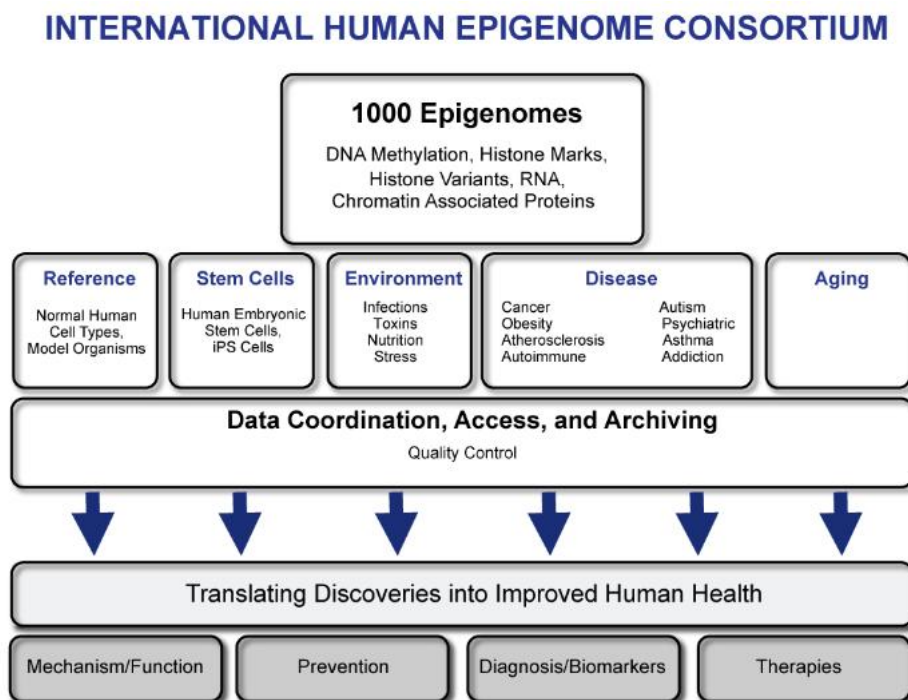 INTERNATIONAL HUMAN EPIGENOME CONSORTIUM
1000 Epigenomes
DNA Methylation, Histone Marks,
Histone Variants, RNA,
Chromatin Associated Proteins
Reference
Normal Human
Cell Types,
Model Organisms
Stem Cells
Human Embryonic
Stem Cells,
iPS Cells
Environment
Infections
Toxins
Nutrition
Stress
Disease
Cancer
Obesity
Atherosclerosis
Autoimmune
Autism
Psychiatric
Asthma
Addiction
Aging
Data Coordination, Access, and Archiving
Quality Control
Translating Discoveries into Improved Human Health
Mechanism/Function
Prevention
Diagnosis/Biomarkers
Therapies